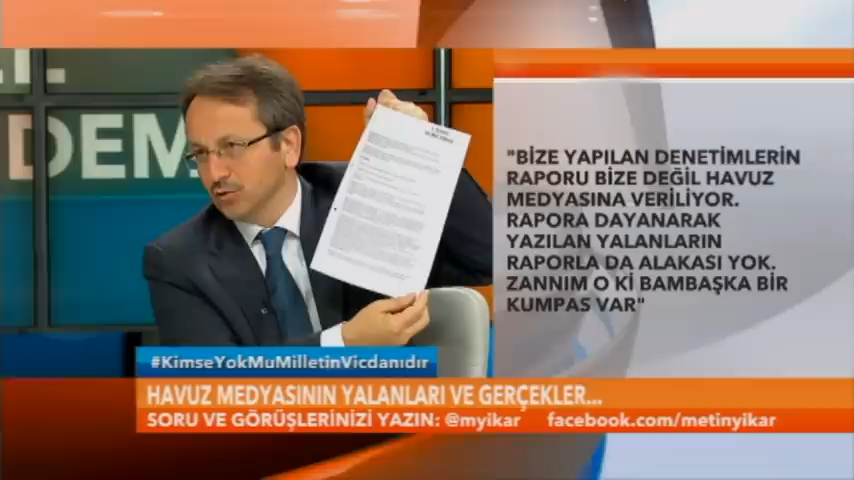 DEM
"BİZE YAPILAN DENETİMLERİN
RAPORU BİZE DEĞİL HAVUZ
MEDYASINA VERİLİYOR.
RAPORA DAYANARAK
YAZILAN YALANLARIN
RAPORLA DA ALAKASI YOK.
ZANNIM O Kİ BAMBAŞKA BİR
KUMPAS VAR"
#KimseYokMuMilletinVicdanıdır
HAVUZ MEDYASININ YALANLARI VE GERÇEKLER...
SORU VE GÖRÜŞLERİNİZİ YAZIN: @myikar facebook.com/metinyikar